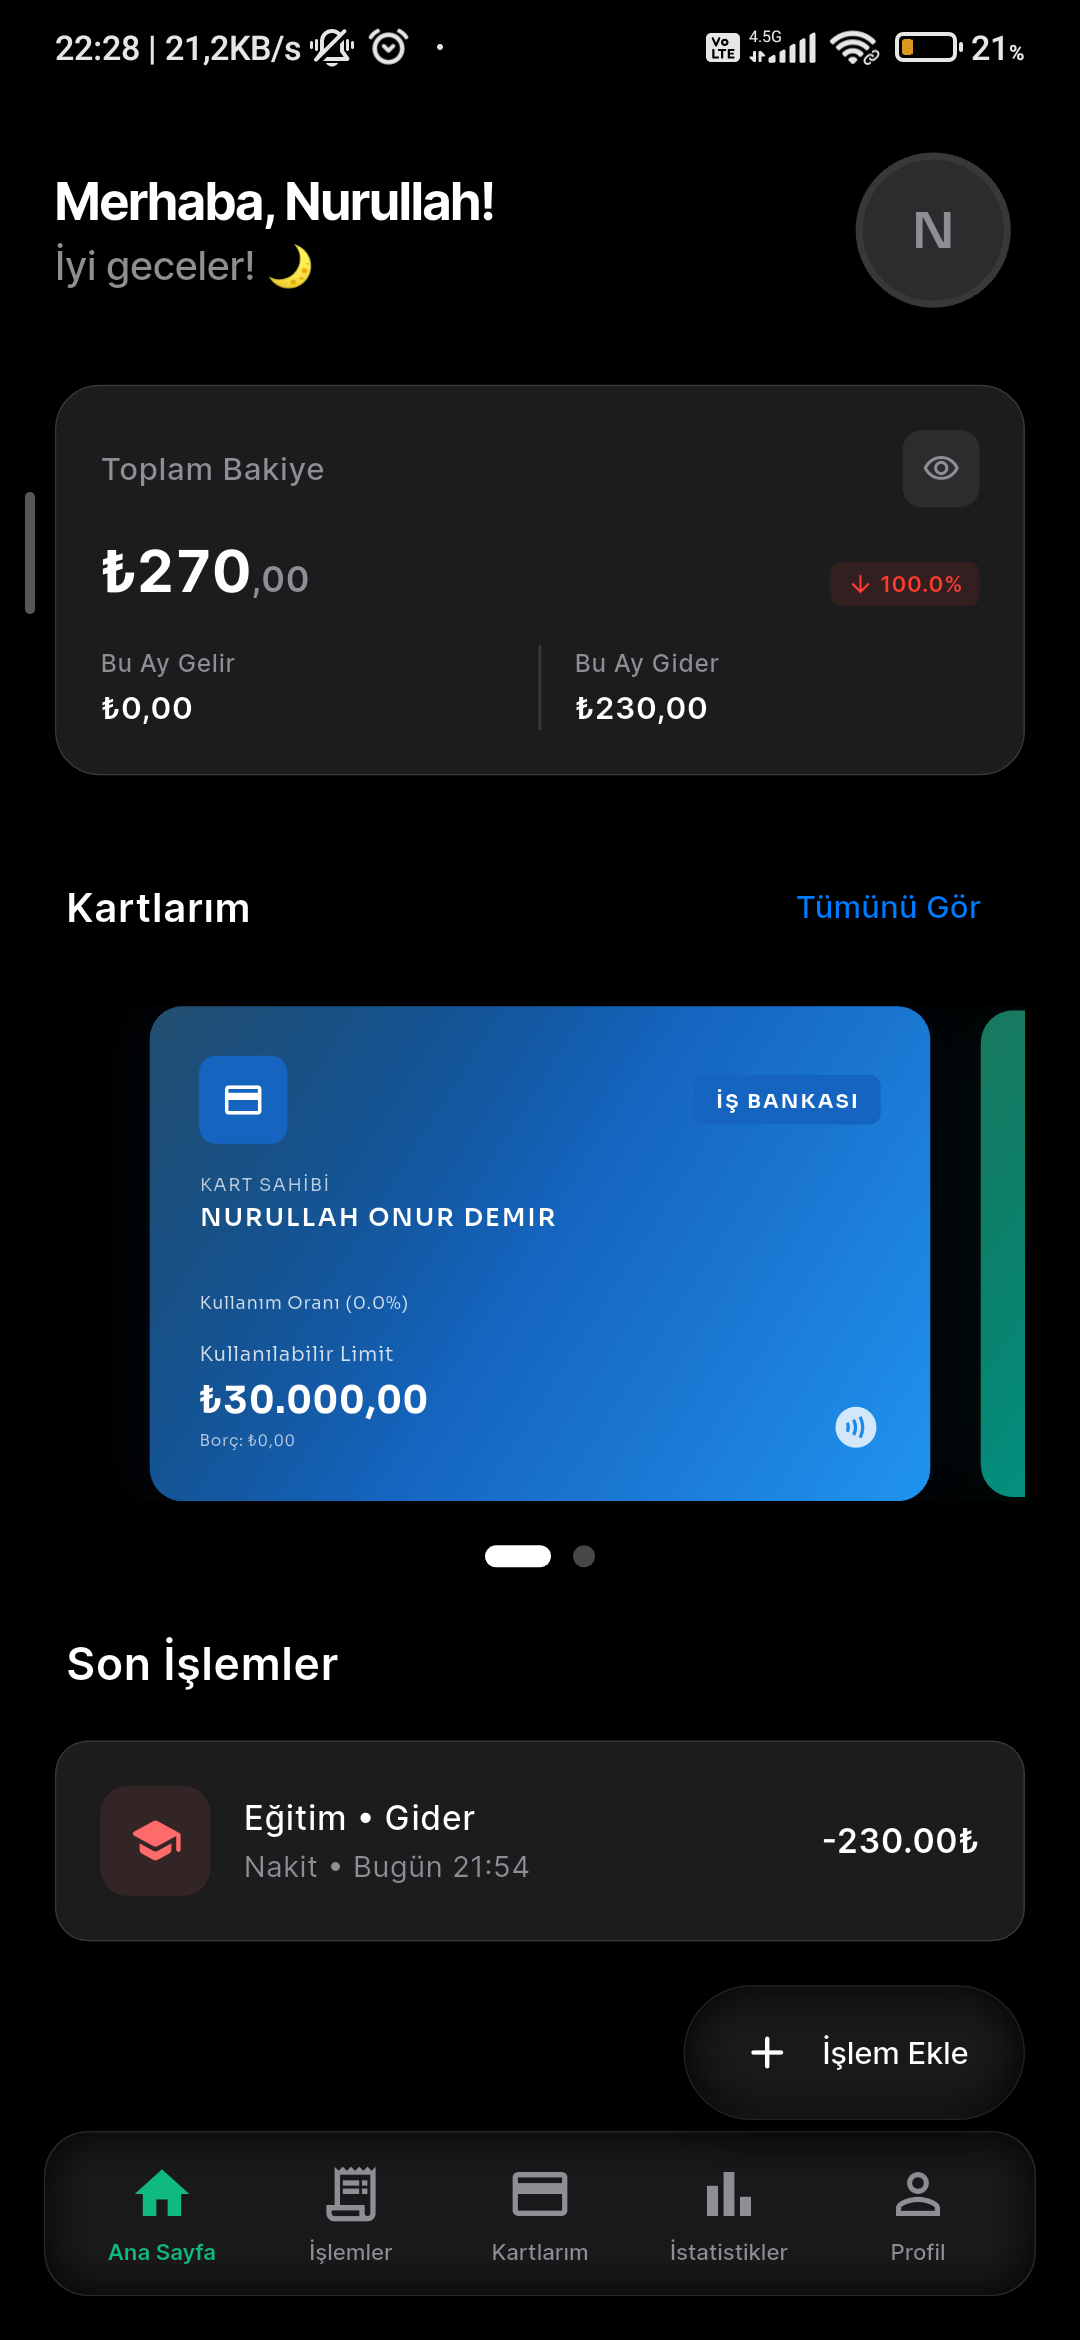 22:28 | 21,2KB/s
Vo LTE 4.5G 21%
Merhaba, Nurullah!
İyi geceler! 🌙
N
Toplam Bakiye
₺270,00
↓ 100.0%
Bu Ay Gelir
₺0,00
Bu Ay Gider
₺230,00
Kartlarım
Tümünü Gör
İŞ BANKASI
KART SAHİBİ
NURULLAH ONUR DEMIR
Kullanım Oranı (0.0%)
Kullanılabilir Limit
₺30.000,00
Borç: ₺0,00
Son İşlemler
Eğitim • Gider
Nakit • Bugün 21:54
-230.00₺
+ İşlem Ekle
Ana Sayfa
İşlemler
Kartlarım
İstatistikler
Profil